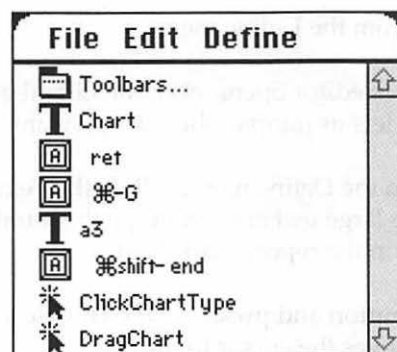 File Edit Define
Toolbars...
Chart
A ret
A ⌘-G
a3
A ⌘shift-end
ClickChartType
DragChart